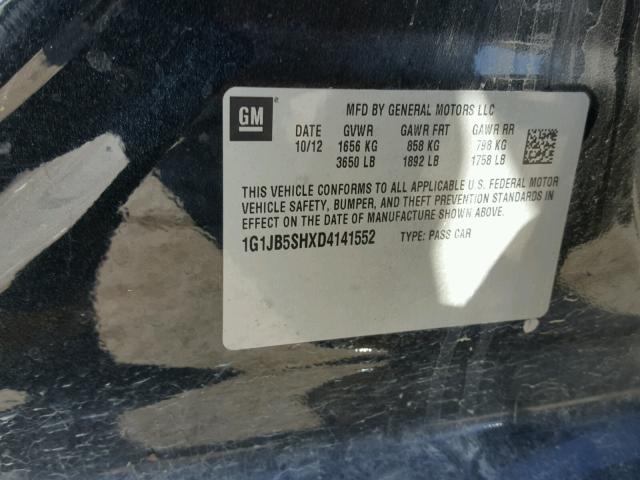 GM
MFD BY GENERAL MOTORS LLC
DATE GVWR GAWR FRT GAWR RR
10/12 1656 KG 858 KG 798 KG
3650 LB 1892 LB 1758 LB
THIS VEHICLE CONFORMS TO ALL APPLICABLE U.S. FEDERAL MOTOR
VEHICLE SAFETY, BUMPER, AND THEFT PREVENTION STANDARDS IN
EFFECT ON THE DATE OF MANUFACTURE SHOWN ABOVE.
1G1JB5SHXD4141552 TYPE: PASS CAR